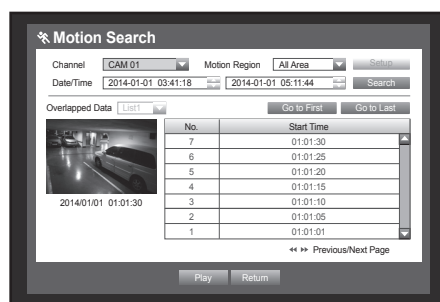 Motion Search
Channel CAM 01 Motion Region All Area Setup
Date/Time 2014-01-01 03:41:18 2014-01-01 05:11:44 Search
Overlapped Data List1 Go to First Go to Last
No. Start Time
7 01:01:30
6 01:01:25
5 01:01:20
4 01:01:15
3 01:01:10
2 01:01:05
1 01:01:01
2014/01/01 01:01:30
Previous/Next Page
Play Return